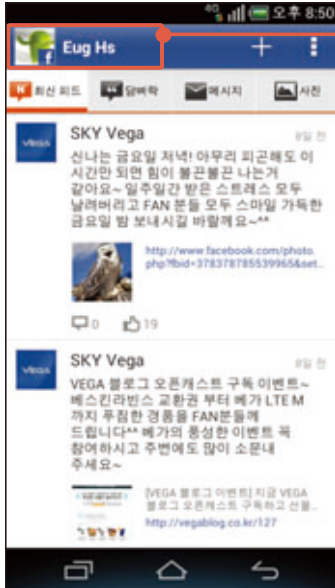 4G 오후 8:50
Eug Hs
최신 피드 담벼락 메시지 사진
SKY Vega 8일 전
신나는 금요일 저녁! 아무리 피곤해도 이
시간만 되면 힘이 불끈불끈 나는거
같아요~ 일주일간 받은 스트레스 모두
날려버리고 FAN 분들 모두 스마일 가득한
금요일 밤 보내시길 바랄께요~^^
http://www.facebook.com/photo.
php?fbid=378378785539965&set...
0 19
SKY Vega 8일 전
VEGA 블로그 오픈캐스트 구독 이벤트~
베스킨라빈스 교환권 부터 베가 LTE M
까지 푸짐한 경품을 FAN분들께
드립니다^^ 베가의 풍성한 이벤트 꼭
참여하시고 주변에도 많이 소문내
주세요~
[VEGA 블로그 이벤트] 지금 VEGA
블로그 오픈캐스트 구독하고 선물...
http://vegablog.co.kr/127